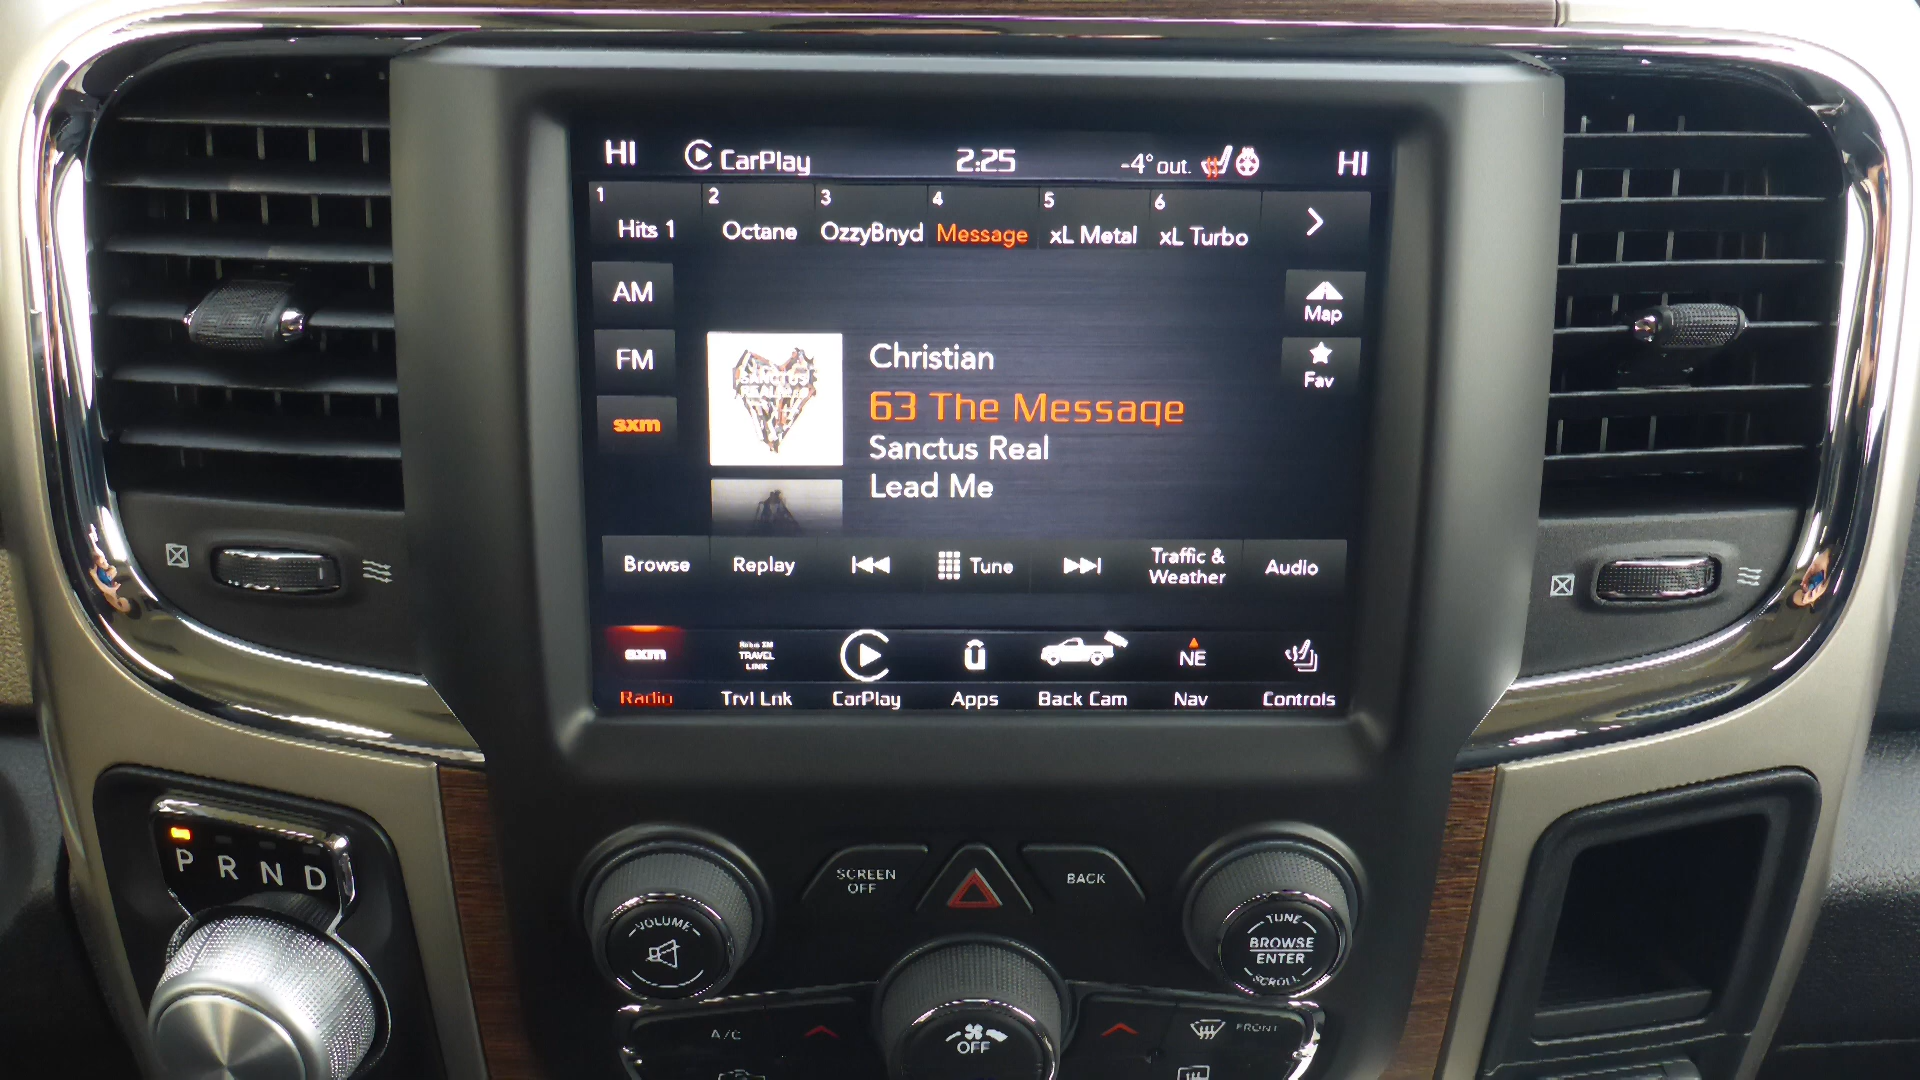 HI CarPlay 2:25 -4° out. HI
1 2 3 4 5 6
Hits 1 Octane OzzyBnyd Message xL Metal xL Turbo
AM
Map
FM
Fav
sxm
SANCTUS
REAL
Christian
63 The Message
Sanctus Real
Lead Me
Browse Replay Tune Traffic & Weather Audio
sxm
TRAVEL
LINK
NE
Radio Trvl Lnk CarPlay Apps Back Cam Nav Controls
P R N D
SCREEN
OFF
BACK
VOLUME
TUNE
BROWSE
ENTER
SCROLL
A/C
OFF
FRONT